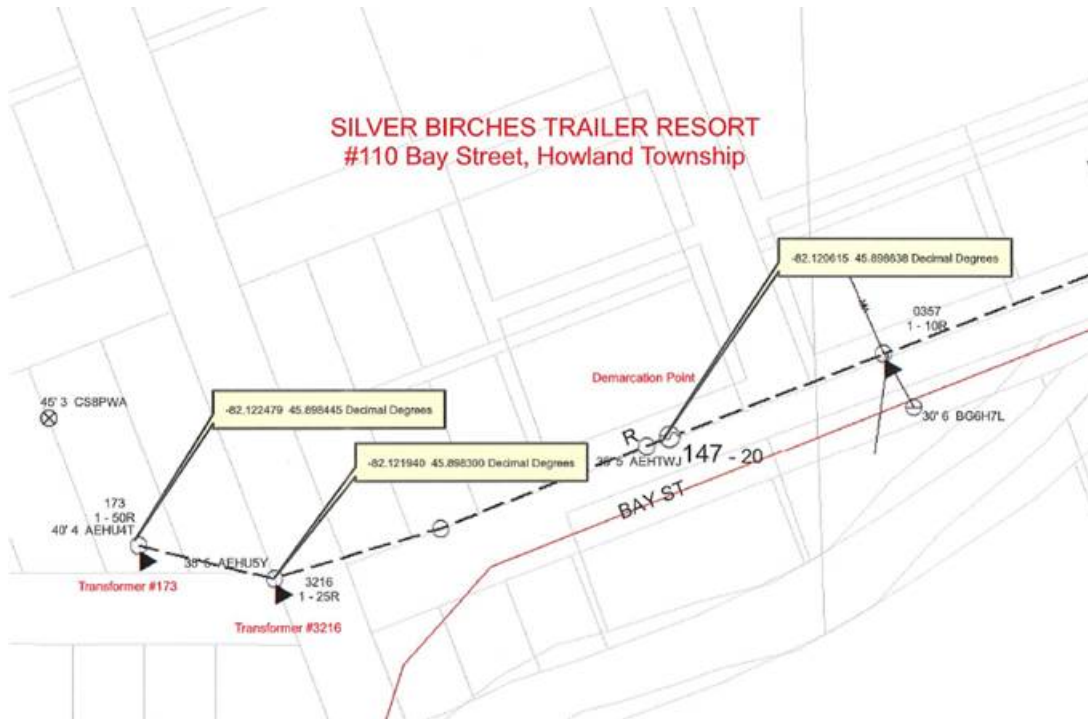 SILVER BIRCHES TRAILER RESORT
#110 Bay Street, Howland Township
-82.120615 45.898638 Decimal Degrees
0357
1 - 10R
Demarcation Point
45' 3 CS8PWA
-82.122479 45.898445 Decimal Degrees
30' 6 BG6H7L
R
35' 5 AEHTWJ
147 - 20
-82.121940 45.898300 Decimal Degrees
BAY ST
173
1 - 50R
40' 4 AEHU4T
AEHU5Y
Transformer #173
3216
1 - 25R
Transformer #3216